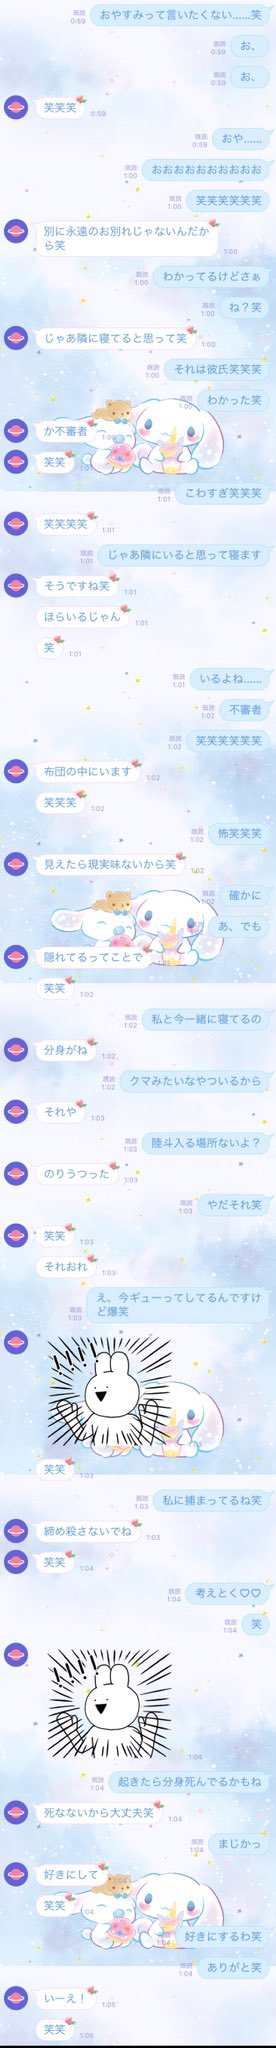 おやすみって言いたくない......笑
既読
0:59
お、
既読
0:59
お、
既読
0:59
笑笑笑
0:59
おや......
既読
0:59
おおおおおおおおおお
既読
1:00
笑笑笑笑笑笑
既読
1:00
別に永遠のお別れじゃないんだか
ら笑
1:00
わかってるけどさぁ
既読
1:00
ね？笑
既読
1:00
じゃあ隣に寝てると思って笑
1:00
それは彼氏笑笑笑
既読
1:00
わかった笑
既読
1:00
か不審者
1:00
笑笑
1:01
こわすぎ笑笑笑
既読
1:01
笑笑笑笑
1:01
じゃあ隣にいると思って寝ます
既読
1:01
そうですね笑
1:01
ほらいるじゃん
1:01
笑
1:01
いるよね......
既読
1:01
不審者
既読
1:02
笑笑笑笑笑笑
既読
1:02
布団の中にいます
1:02
笑笑笑
1:02
怖笑笑笑
既読
1:02
見えたら現実味ないから笑
1:02
確かに
既読
1:02
あ、でも
既読
1:02
隠れてるってことで
1:02
笑笑
1:02
私と今一緒に寝てるの
既読
1:02
分身がね
1:02
クマみたいなやついるから
既読
1:02
それや
1:03
陸斗入る場所ないよ？
既読
1:03
のりうつった
1:03
やだそれ笑
既読
1:03
笑笑
1:03
それおれ
1:03
え、今ギューってしてるんですけ
ど爆笑
既読
1:03
1:03
笑笑
1:03
私に捕まってるね笑
既読
1:03
締め殺さないでね
1:03
笑笑
1:04
考えとく♡♡
既読
1:04
笑
既読
1:04
1:04
起きたら分身死んでるかもね
既読
1:04
死なないから大丈夫笑
1:04
まじかっ
既読
1:04
好きにして
1:04
笑笑
1:04
好きにするわ笑
既読
1:04
ありがと笑
既読
1:04
いーえ！
1:05
笑笑
1:05